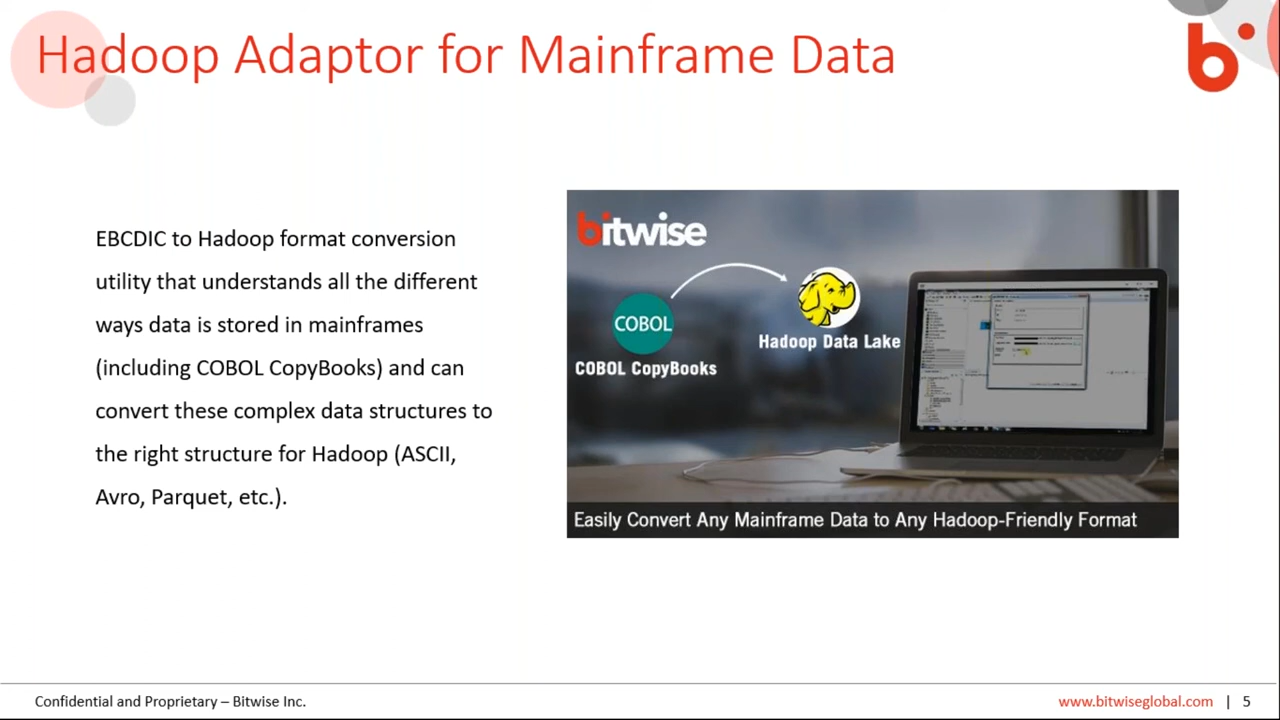 Hadoop Adaptor for Mainframe Data
EBCDIC to Hadoop format conversion
utility that understands all the different
ways data is stored in mainframes
(including COBOL CopyBooks) and can
convert these complex data structures to
the right structure for Hadoop (ASCII,
Avro, Parquet, etc.).
bitwise
COBOL
COBOL CopyBooks
Hadoop Data Lake
Easily Convert Any Mainframe Data to Any Hadoop-Friendly Format
Confidential and Proprietary – Bitwise Inc.
www.bitwiseglobal.com | 5